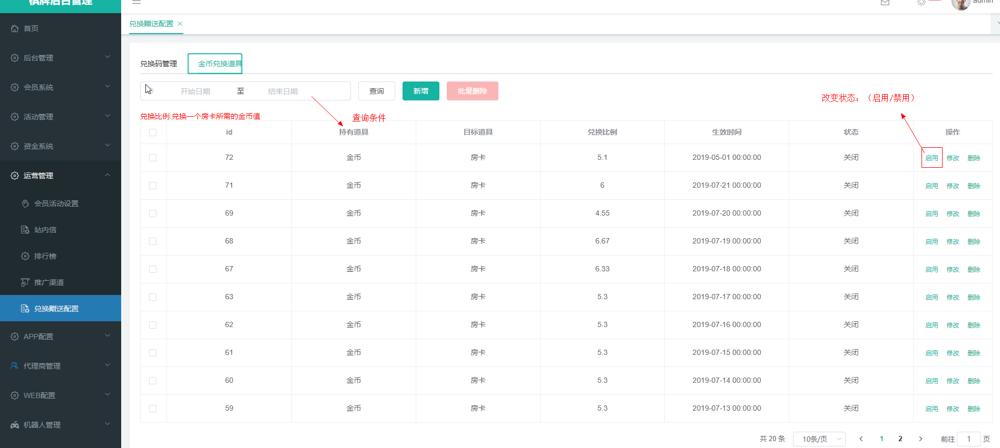 棋牌后台管理
admin
首页
后台管理
会员系统
活动管理
资金系统
运营管理
会员活动设置
站内信
排行榜
推广渠道
兑换赠送配置
APP配置
代理商管理
WEB配置
机器人管理
兑换赠送配置
兑换码管理 金币兑换道具
开始日期 至 结束日期 查询 新增 批量删除
改变状态：（启用/禁用）
兑换比例:兑换一个房卡所需的金币值
查询条件
id 持有道具 目标道具 兑换比例 生效时间 状态 操作
72 金币 房卡 5.1 2019-05-01 00:00:00 关闭 启用 修改 删除
71 金币 房卡 6 2019-07-21 00:00:00 关闭 启用 修改 删除
69 金币 房卡 4.55 2019-07-20 00:00:00 关闭 启用 修改 删除
68 金币 房卡 6.67 2019-07-19 00:00:00 关闭 启用 修改 删除
67 金币 房卡 6.33 2019-07-18 00:00:00 关闭 启用 修改 删除
63 金币 房卡 5.3 2019-07-17 00:00:00 关闭 启用 修改 删除
62 金币 房卡 5.3 2019-07-16 00:00:00 关闭 启用 修改 删除
61 金币 房卡 5.3 2019-07-15 00:00:00 关闭 启用 修改 删除
60 金币 房卡 5.3 2019-07-14 00:00:00 关闭 启用 修改 删除
59 金币 房卡 5.3 2019-07-13 00:00:00 关闭 启用 修改 删除
共 20 条 10条/页 1 2 前往 1 页